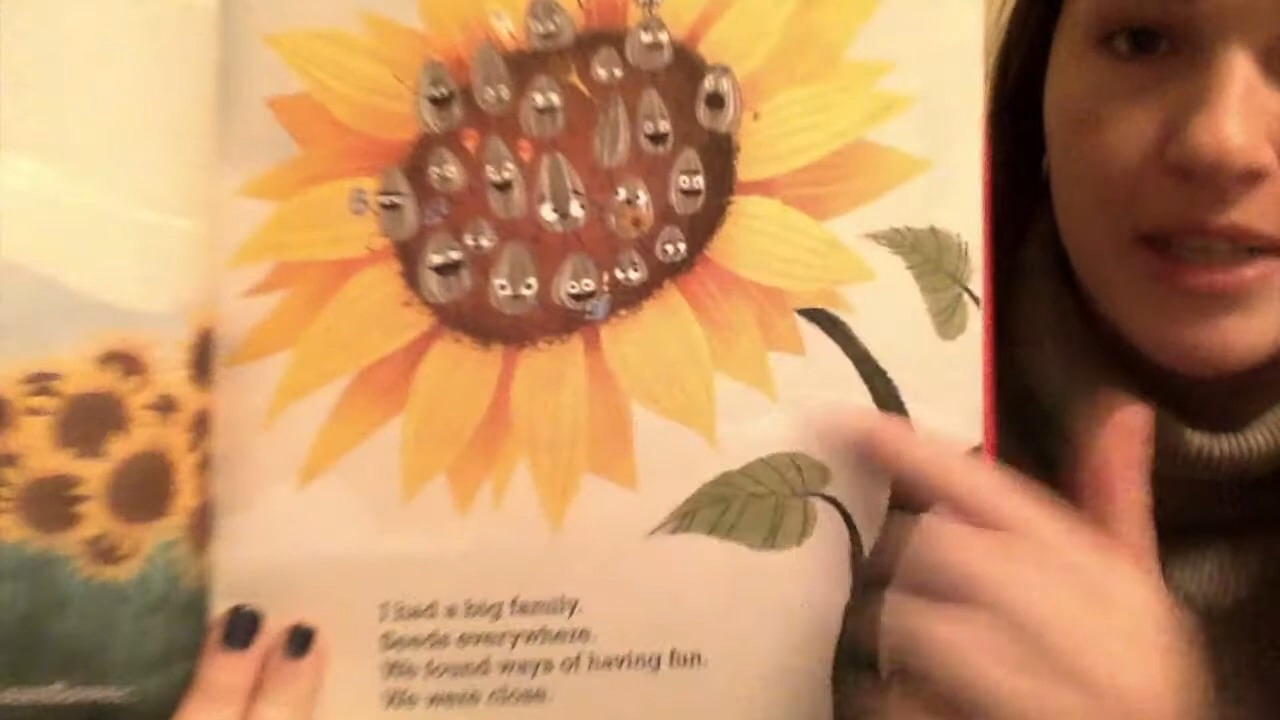 I had a big family.
Seeds everywhere.
We found ways of having fun.
We were close.